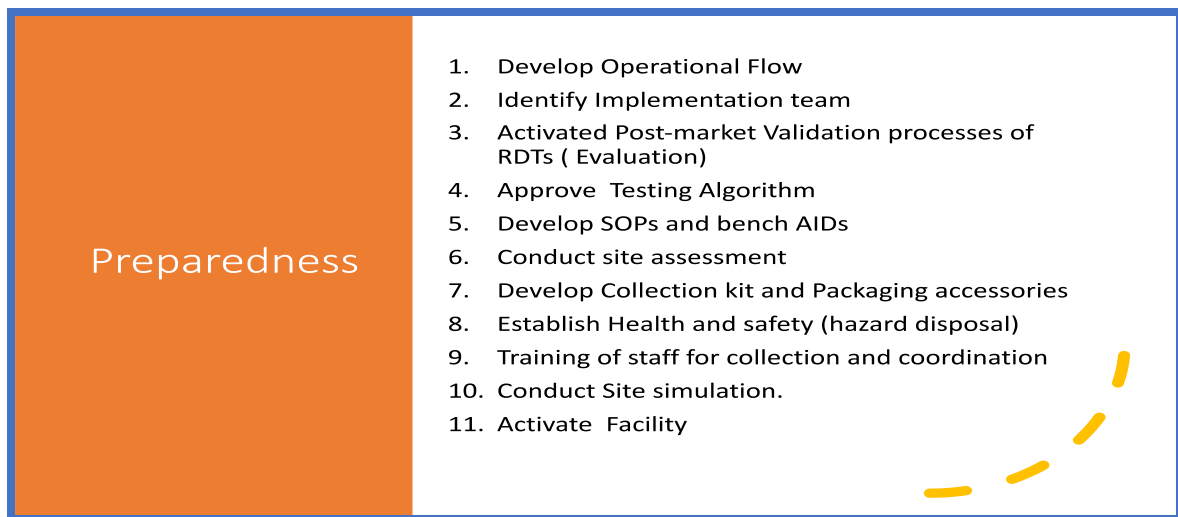 Preparedness
1. Develop Operational Flow
2. Identify Implementation team
3. Activated Post-market Validation processes of
RDTs ( Evaluation)
4. Approve  Testing Algorithm
5. Develop SOPs and bench AIDs
6. Conduct site assessment
7. Develop Collection kit and Packaging accessories
8. Establish Health and safety (hazard disposal)
9. Training of staff for collection and coordination
10. Conduct Site simulation.
11. Activate  Facility